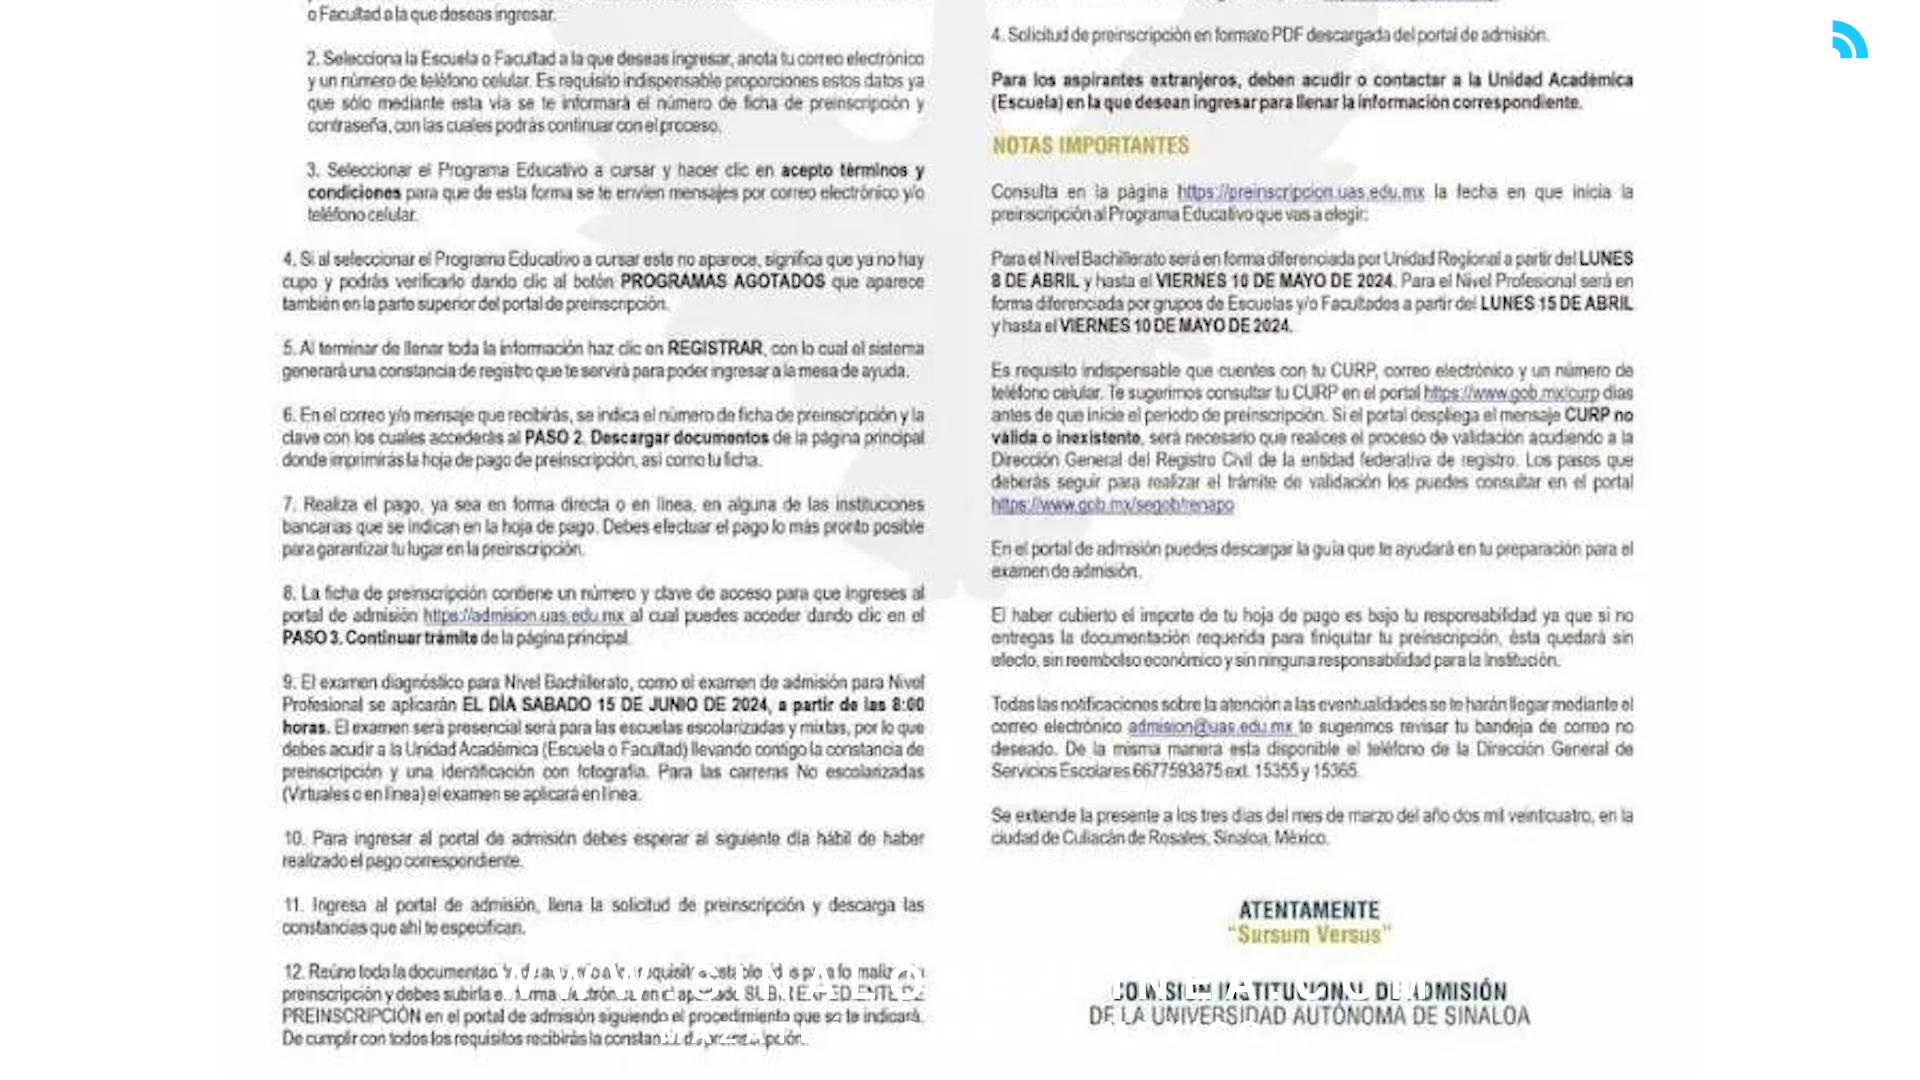 o Facultad a la que deseas ingresar.
2. Selecciona la Escuela o Facultad a la que deseas ingresar, anota tu correo electrónico
y un número de teléfono celular. Es requisito indispensable proporciones estos datos ya
que sólo mediante esta vía se te informará el número de ficha de preinscripción y
contraseña, con las cuales podrás continuar con el proceso.
3. Seleccionar el Programa Educativo a cursar y hacer clic en acepto términos y
condiciones para que de esta forma se te envíen mensajes por correo electrónico y/o
teléfono celular.
4. Si al seleccionar el Programa Educativo a cursar este no aparece, significa que ya no hay
cupo y podrás verificarlo dando clic al botón PROGRAMAS AGOTADOS que aparece
también en la parte superior del portal de preinscripción.
5. Al terminar de llenar toda la información haz clic en REGISTRAR, con lo cual el sistema
generará una constancia de registro que te servirá para poder ingresar a la mesa de ayuda.
6. En el correo y/o mensaje que recibirás, se indica el número de ficha de preinscripción y la
clave con los cuales accederás al PASO 2. Descargar documentos de la página principal
donde imprimirás la hoja de pago de preinscripción, así como tu ficha.
7. Realiza el pago, ya sea en forma directa o en línea, en alguna de las instituciones
bancarias que se indican en la hoja de pago. Debes efectuar el pago lo más pronto posible
para garantizar tu lugar en la preinscripción.
8. La ficha de preinscripción contiene un número y clave de acceso para que ingreses al
portal de admisión https://admision.uas.edu.mx al cual puedes acceder dando clic en el
PASO 3. Continuar trámite de la página principal.
9. El examen diagnóstico para Nivel Bachillerato, como el examen de admisión para Nivel
Profesional se aplicarán EL DÍA SABADO 15 DE JUNIO DE 2024, a partir de las 8:00
horas. El examen será presencial será para las escuelas escolarizadas y mixtas, por lo que
debes acudir a la Unidad Académica (Escuela o Facultad) llevando contigo la constancia de
preinscripción y una identificación con fotografía. Para las carreras No escolarizadas
(Virtuales o en línea) el examen se aplicará en línea.
10. Para ingresar al portal de admisión debes esperar al siguiente día hábil de haber
realizado el pago correspondiente.
11. Ingresa al portal de admisión, llena la solicitud de preinscripción y descarga las
constancias que ahí te especifican.
12. Reúne toda la documentación
preinscripción y debes subirla
PREINSCRIPCIÓN en el portal de admisión siguiendo el procedimiento que se te indicará.
De cumplir con todos los requisitos recibirás la constancia de preinscripción.
4. Solicitud de preinscripción en formato PDF descargada del portal de admisión.
Para los aspirantes extranjeros, deben acudir o contactar a la Unidad Académica
(Escuela) en la que desean ingresar para llenar la información correspondiente.
NOTAS IMPORTANTES
Consulta en la página https://preinscripcion.uas.edu.mx la fecha en que inicia la
preinscripción al Programa Educativo que vas a elegir:
Para el Nivel Bachillerato será en forma diferenciada por Unidad Regional a partir del LUNES
8 DE ABRIL y hasta el VIERNES 10 DE MAYO DE 2024. Para el Nivel Profesional será en
forma diferenciada por grupos de Escuelas y/o Facultades a partir del LUNES 15 DE ABRIL
y hasta el VIERNES 10 DE MAYO DE 2024.
Es requisito indispensable que cuentes con tu CURP, correo electrónico y un número de
teléfono celular. Te sugerimos consultar tu CURP en el portal https://www.gob.mx/curp días
antes de que inicie el periodo de preinscripción. Si el portal despliega el mensaje CURP no
válida o inexistente, será necesario que realices el proceso de validación acudiendo a la
Dirección General del Registro Civil de la entidad federativa de registro. Los pasos que
deberás seguir para realizar el trámite de validación los puedes consultar en el portal
https://www.gob.mx/segob/renapo
En el portal de admisión puedes descargar la guía que te ayudará en tu preparación para el
examen de admisión.
El haber cubierto el importe de tu hoja de pago es bajo tu responsabilidad ya que si no
entregas la documentación requerida para finiquitar tu preinscripción, ésta quedará sin
efecto, sin reembolso económico y sin ninguna responsabilidad para la Institución.
Todas las notificaciones sobre la atención a las eventualidades se te harán llegar mediante el
correo electrónico admision@uas.edu.mx te sugerimos revisar tu bandeja de correo no
deseado. De la misma manera esta disponible el teléfono de la Dirección General de
Servicios Escolares 6677593875 ext. 15355 y 15365.
Se extiende la presente a los tres días del mes de marzo del año dos mil veinticuatro, en la
ciudad de Culiacán de Rosales, Sinaloa, México.
ATENTAMENTE
"Sursum Versus"
COMISIÓN INSTITUCIONAL DE ADMISIÓN
DE LA UNIVERSIDAD AUTÓNOMA DE SINALOA